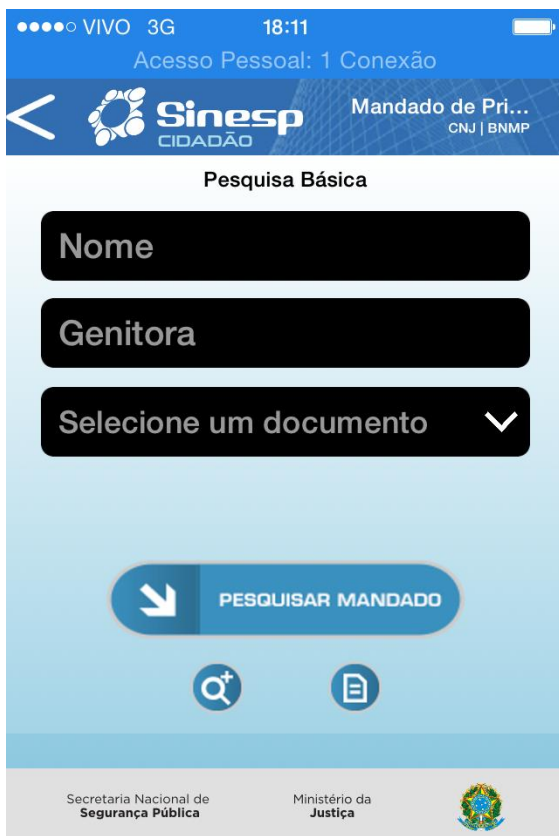 VIVO 3G 18:11
Acesso Pessoal: 1 Conexão
Sinesp
CIDADÃO
Mandado de Pri...
CNJ | BNMP
Pesquisa Básica
Nome
Genitora
Selecione um documento
PESQUISAR MANDADO
Secretaria Nacional de
Segurança Pública
Ministério da
Justiça